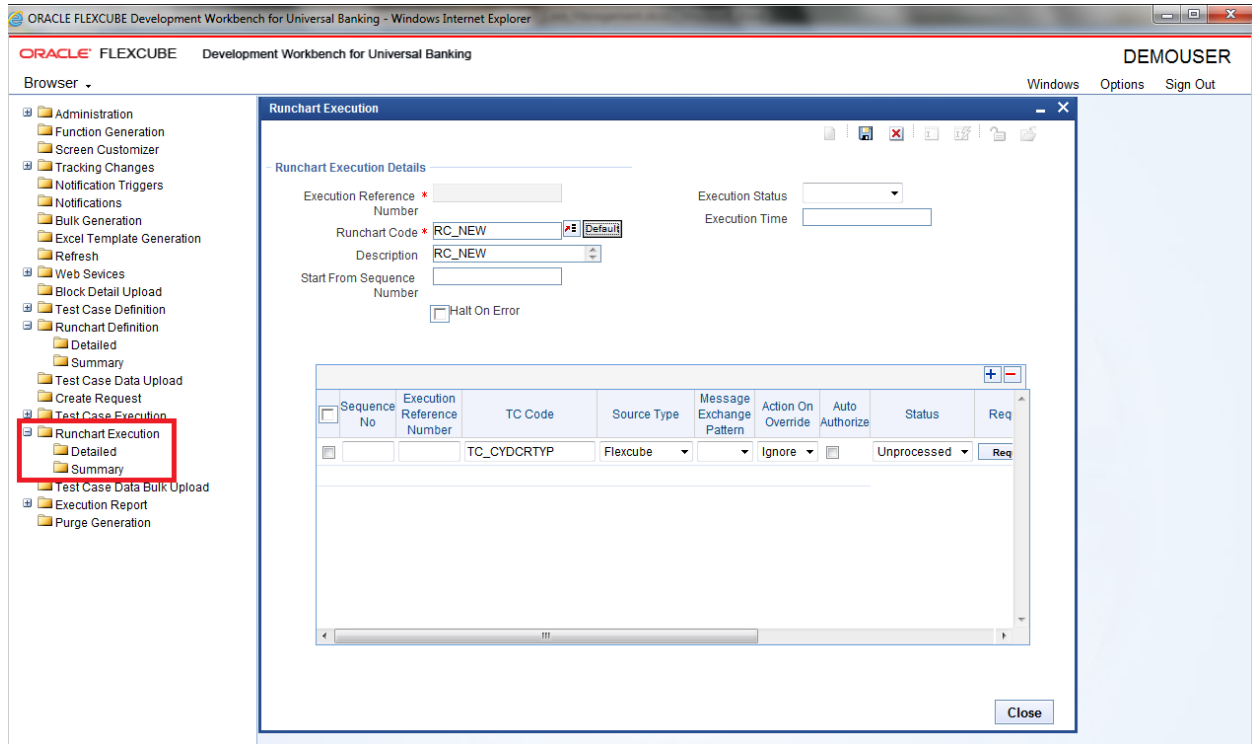 ORACLE FLEXCUBE Development Workbench for Universal Banking - Windows Internet Explorer
ORACLE FLEXCUBE Development Workbench for Universal Banking
DEMOUSER
Browser
Windows Options Sign Out
Administration
Function Generation
Screen Customizer
Tracking Changes
Notification Triggers
Notifications
Bulk Generation
Excel Template Generation
Refresh
Web Sevices
Block Detail Upload
Test Case Definition
Runchart Definition
Detailed
Summary
Test Case Data Upload
Create Request
Test Case Execution
Runchart Execution
Detailed
Summary
Test Case Data Bulk Upload
Execution Report
Purge Generation
Runchart Execution
Runchart Execution Details
Execution Reference *
Number
Runchart Code * RC_NEW Default
Description RC_NEW
Start From Sequence
Number
Halt On Error
Execution Status
Execution Time
Sequence No
Execution Reference Number
TC Code
Source Type
Message Exchange Pattern
Action On Override
Auto Authorize
Status
Req
TC_CYDCRTYP Flexcube Ignore Unprocessed Req
Close